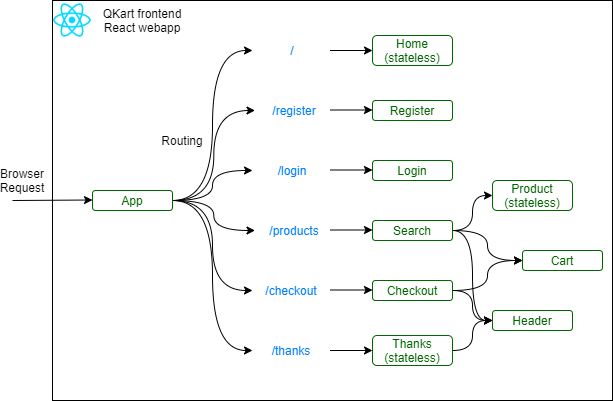 QKart frontend
React webapp
/
Home
(stateless)
/register
Register
Routing
/login
Login
Browser
Request
App
Product
(stateless)
/products
Search
Cart
/checkout
Checkout
Header
/thanks
Thanks
(stateless)